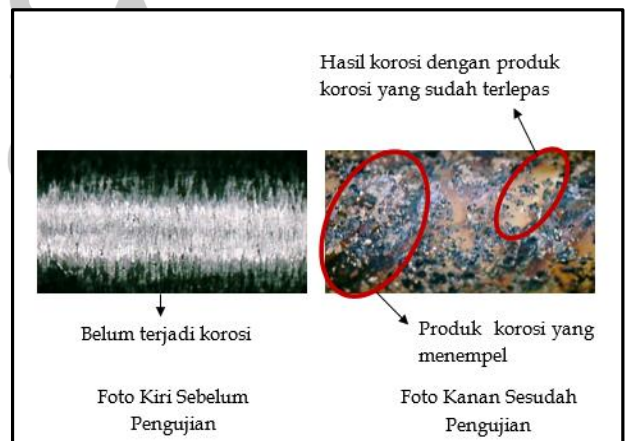 Hasil korosi dengan produk
korosi yang sudah terlepas
Belum terjadi korosi
Produk korosi yang
menempel
Foto Kiri Sebelum
Pengujian
Foto Kanan Sesudah
Pengujian